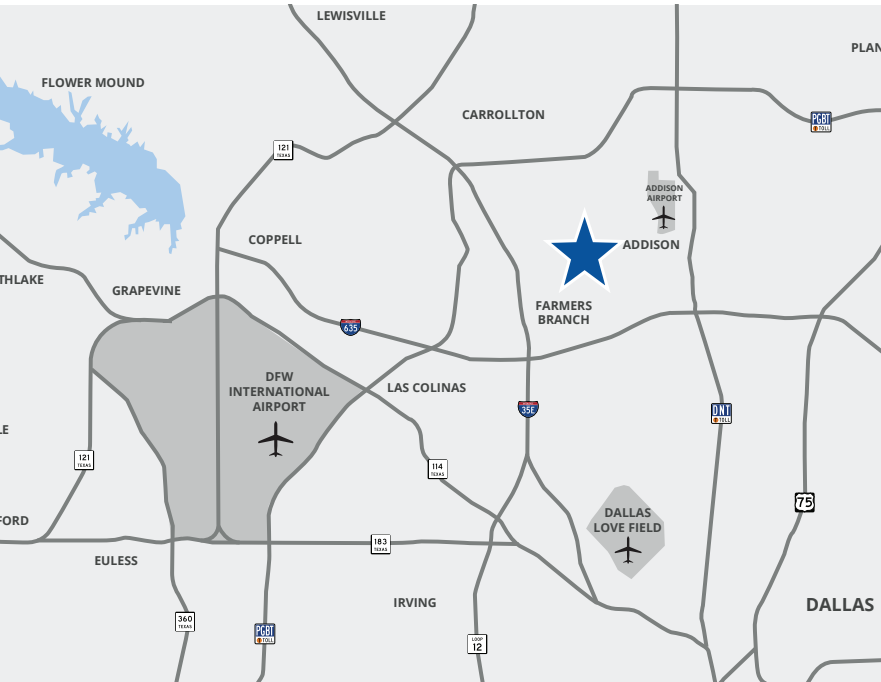 LEWISVILLE
PLAN
FLOWER MOUND
CARROLLTON
PGBT
TOLL
121
TEXAS
ADDISON
AIRPORT
COPPELL
ADDISON
THLAKE
GRAPEVINE
FARMERS
BRANCH
635
DFW
INTERNATIONAL
AIRPORT
LAS COLINAS
35E
DNT
TOLL
LE
121
TEXAS
114
TEXAS
75
FORD
DALLAS
LOVE FIELD
183
TEXAS
EULESS
IRVING
DALLAS
360
TEXAS
PGBT
TOLL
LOOP
12